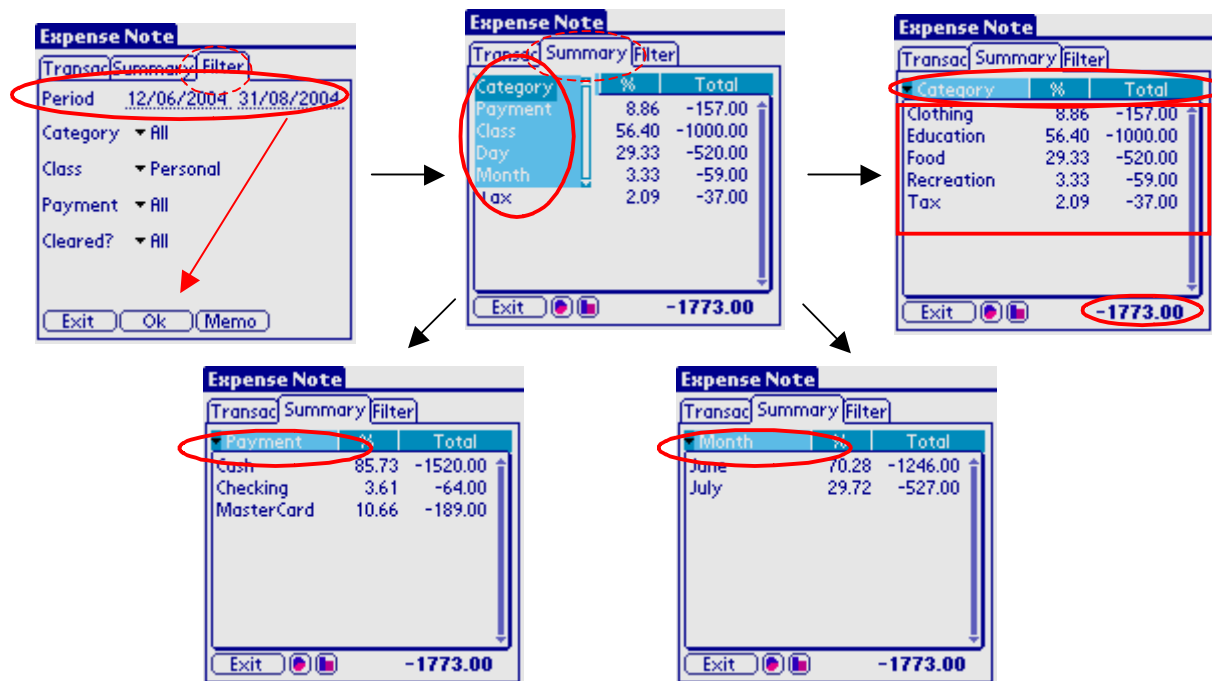 Expense Note
Transac Summary Filter
Period 12/06/2004 31/08/2004
Category All
Class Personal
Payment All
Cleared? All
Exit Ok Memo
Expense Note
Transac Summary Filter
Category % Total
Payment 8.86 -157.00
Class 56.40 -1000.00
Day 29.33 -520.00
Month 3.33 -59.00
Tax 2.09 -37.00
Exit -1773.00
Expense Note
Transac Summary Filter
Category % Total
Clothing 8.86 -157.00
Education 56.40 -1000.00
Food 29.33 -520.00
Recreation 3.33 -59.00
Tax 2.09 -37.00
Exit -1773.00
Expense Note
Transac Summary Filter
Payment % Total
Cash 85.73 -1520.00
Checking 3.61 -64.00
MasterCard 10.66 -189.00
Exit -1773.00
Expense Note
Transac Summary Filter
Month % Total
June 70.28 -1246.00
July 29.72 -527.00
Exit -1773.00